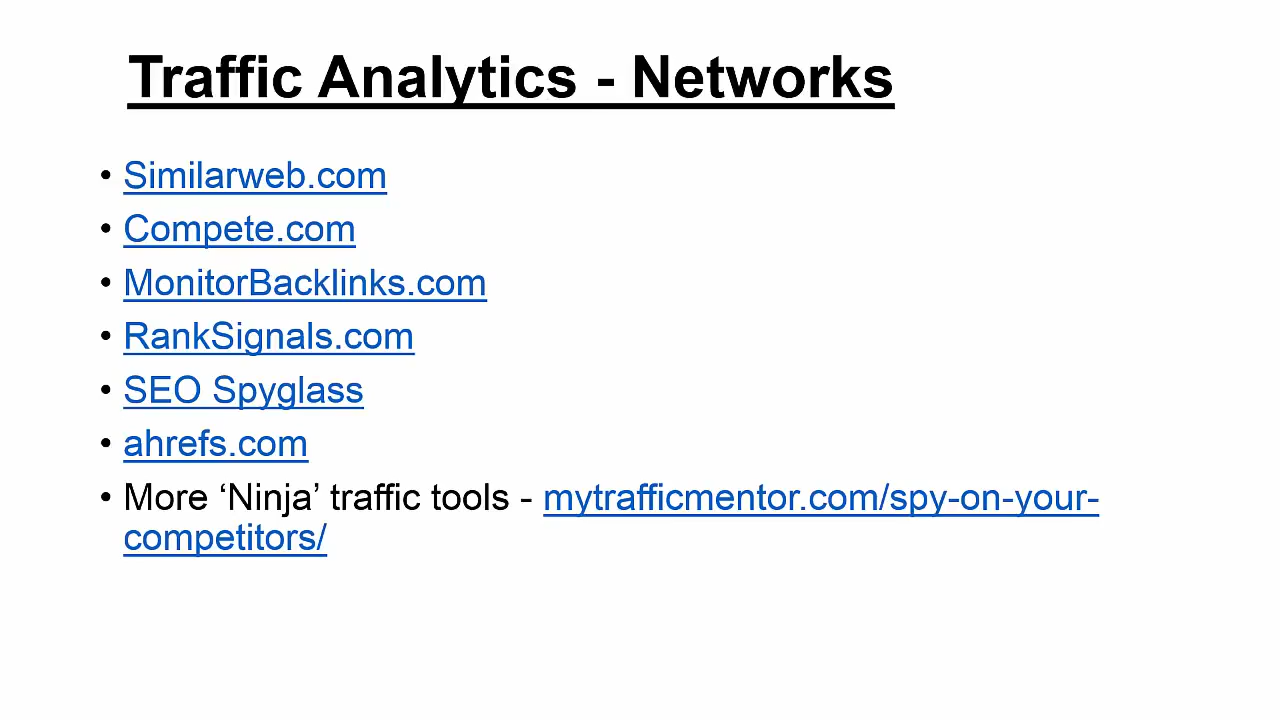 Traffic Analytics - Networks
• Similarweb.com
• Compete.com
• MonitorBacklinks.com
• RankSignals.com
• SEO Spyglass
• ahrefs.com
• More ‘Ninja’ traffic tools - mytrafficmentor.com/spy-on-your-
competitors/